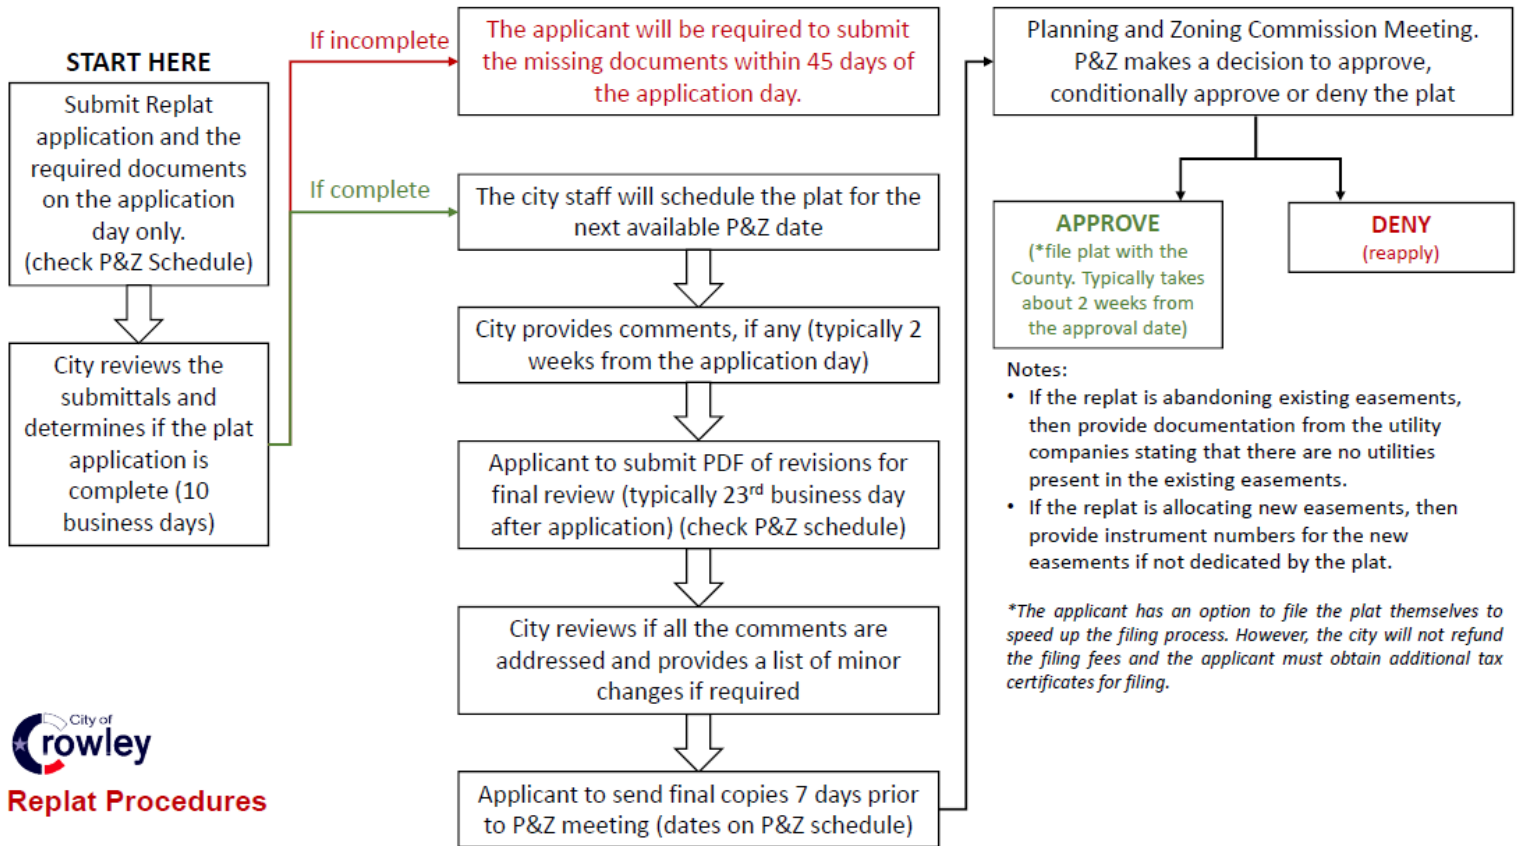 START HERE
Submit Replat
application and the
required documents
on the application
day only.
(check P&Z Schedule)
City reviews the
submittals and
determines if the plat
application is
complete (10
business days)
If incomplete
The applicant will be required to submit
the missing documents within 45 days of
the application day.
If complete
The city staff will schedule the plat for the
next available P&Z date
City provides comments, if any (typically 2
weeks from the application day)
Applicant to submit PDF of revisions for
final review (typically 23rd business day
after application) (check P&Z schedule)
City reviews if all the comments are
addressed and provides a list of minor
changes if required
Applicant to send final copies 7 days prior
to P&Z meeting (dates on P&Z schedule)
Planning and Zoning Commission Meeting.
P&Z makes a decision to approve,
conditionally approve or deny the plat
APPROVE
(*file plat with the
County. Typically takes
about 2 weeks from
the approval date)
DENY
(reapply)
Notes:
• If the replat is abandoning existing easements,
then provide documentation from the utility
companies stating that there are no utilities
present in the existing easements.
• If the replat is allocating new easements, then
provide instrument numbers for the new
easements if not dedicated by the plat.
*The applicant has an option to file the plat themselves to
speed up the filing process. However, the city will not refund
the filing fees and the applicant must obtain additional tax
certificates for filing.
City of
Crowley
Replat Procedures